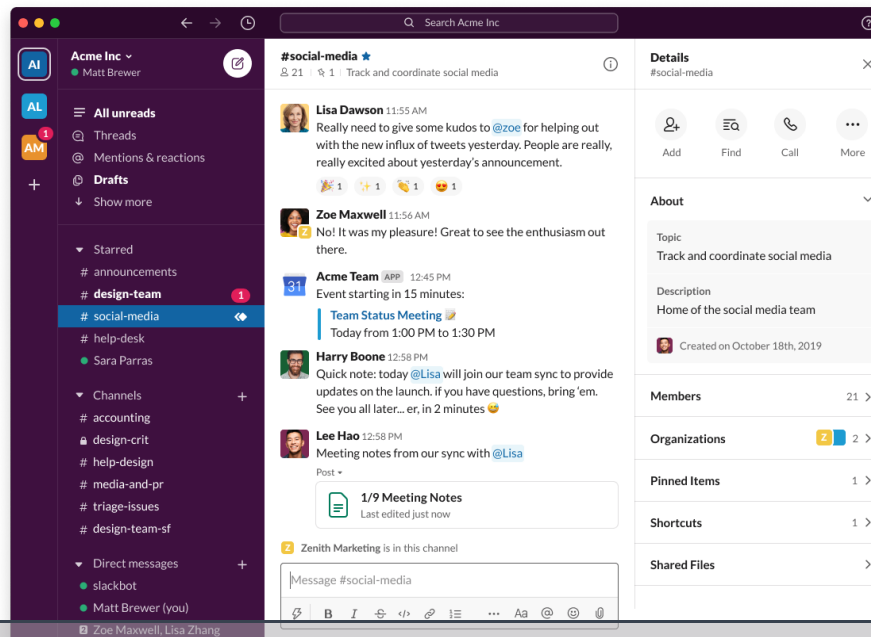 Search Acme Inc
AI
AL
AM
1
Acme Inc
Matt Brewer
All unreads
Threads
Mentions & reactions
Drafts
Show more
Starred
# announcements
# design-team 1
# social-media
# help-desk
Sara Parras
Channels +
# accounting
design-crit
# help-design
# media-and-pr
# triage-issues
# design-team-sf
Direct messages +
slackbot
Matt Brewer (you)
2 Zoe Maxwell, Lisa Zhang
#social-media
21 | 1 | Track and coordinate social media
Lisa Dawson 11:55 AM
Really need to give some kudos to @zoe for helping out
with the new influx of tweets yesterday. People are really,
really excited about yesterday's announcement.
1 1 1 1
Zoe Maxwell 11:56 AM
Z
No! It was my pleasure! Great to see the enthusiasm out
there.
Acme Team APP 12:45 PM
31
Event starting in 15 minutes:
Team Status Meeting
Today from 1:00 PM to 1:30 PM
Harry Boone 12:58 PM
Quick note: today @Lisa will join our team sync to provide
updates on the launch. if you have questions, bring 'em.
See you all later... er, in 2 minutes
Lee Hao 12:58 PM
Meeting notes from our sync with @Lisa
Post
1/9 Meeting Notes
Last edited just now
Z Zenith Marketing is in this channel
Message #social-media
B I S </> ... Aa @
Details
#social-media
Add Find Call More
About
Topic
Track and coordinate social media
Description
Home of the social media team
Created on October 18th, 2019
Members 21
Organizations Z 2
Pinned Items 1
Shortcuts 1
Shared Files